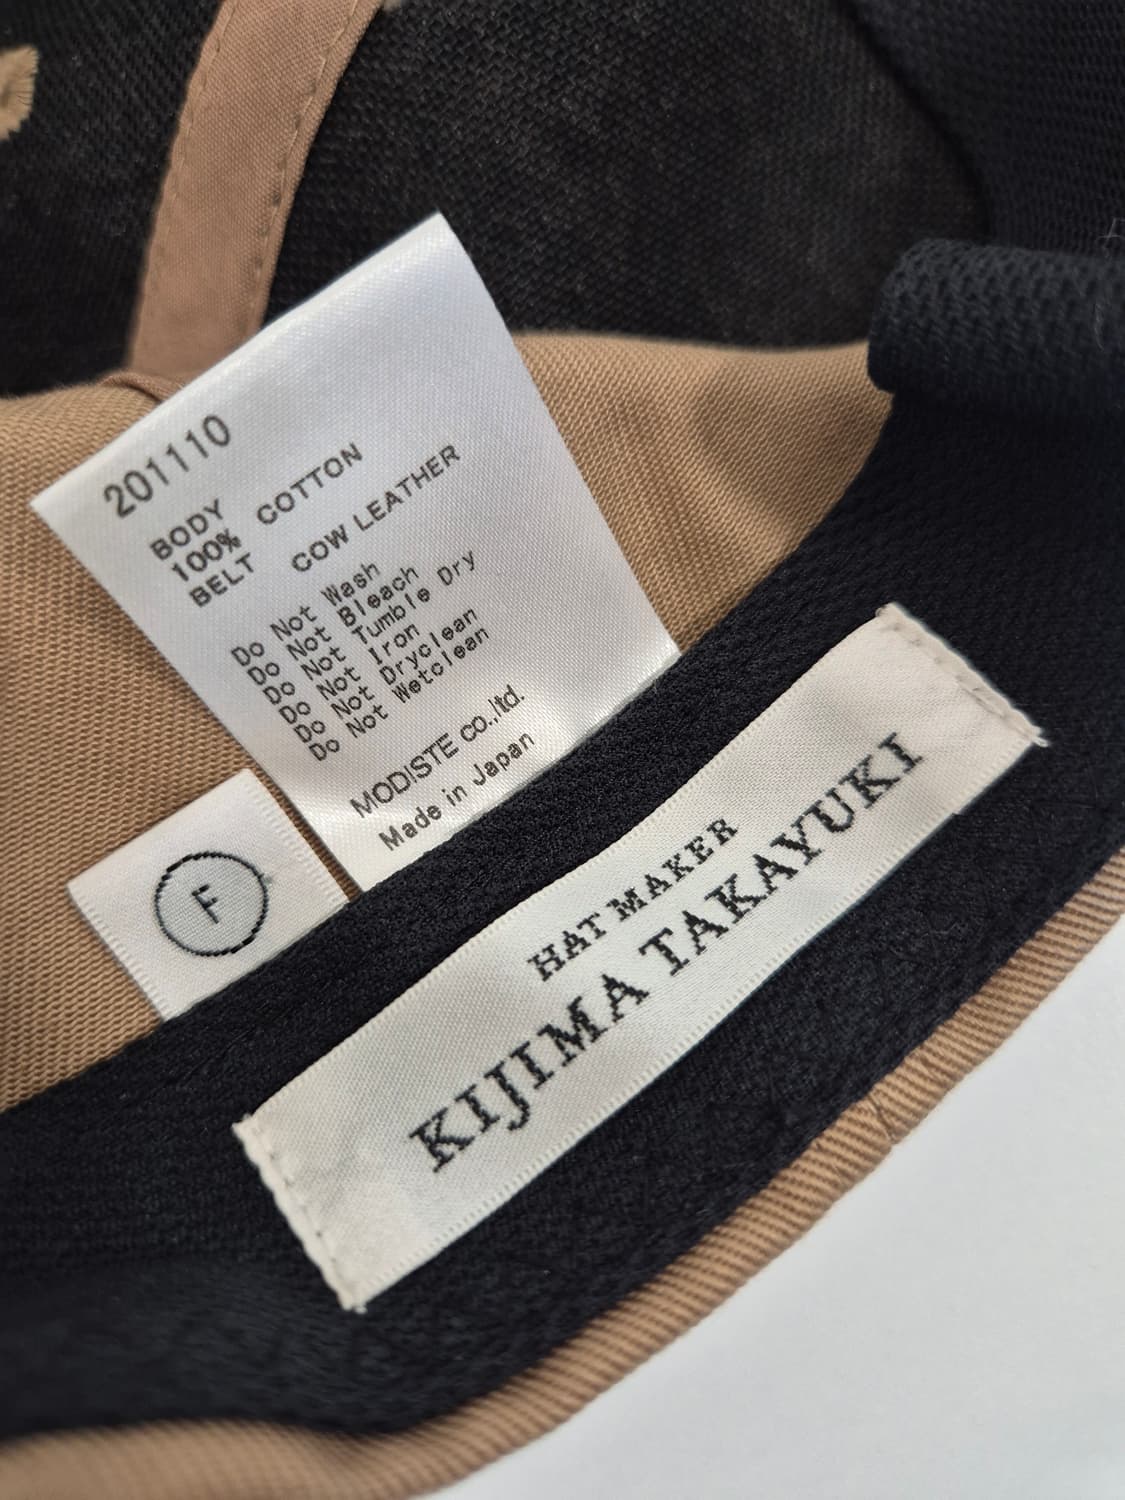 201110
BODY
100% COTTON
BELT COW LEATHER
Do Not Wash
Do Not Bleach
Do Not Tumble Dry
Do Not Iron
Do Not Dryclean
Do Not Wetclean
MODISTE co.,ltd.
Made in Japan
F
HAT MAKER
KIJIMA TAKAYUKI